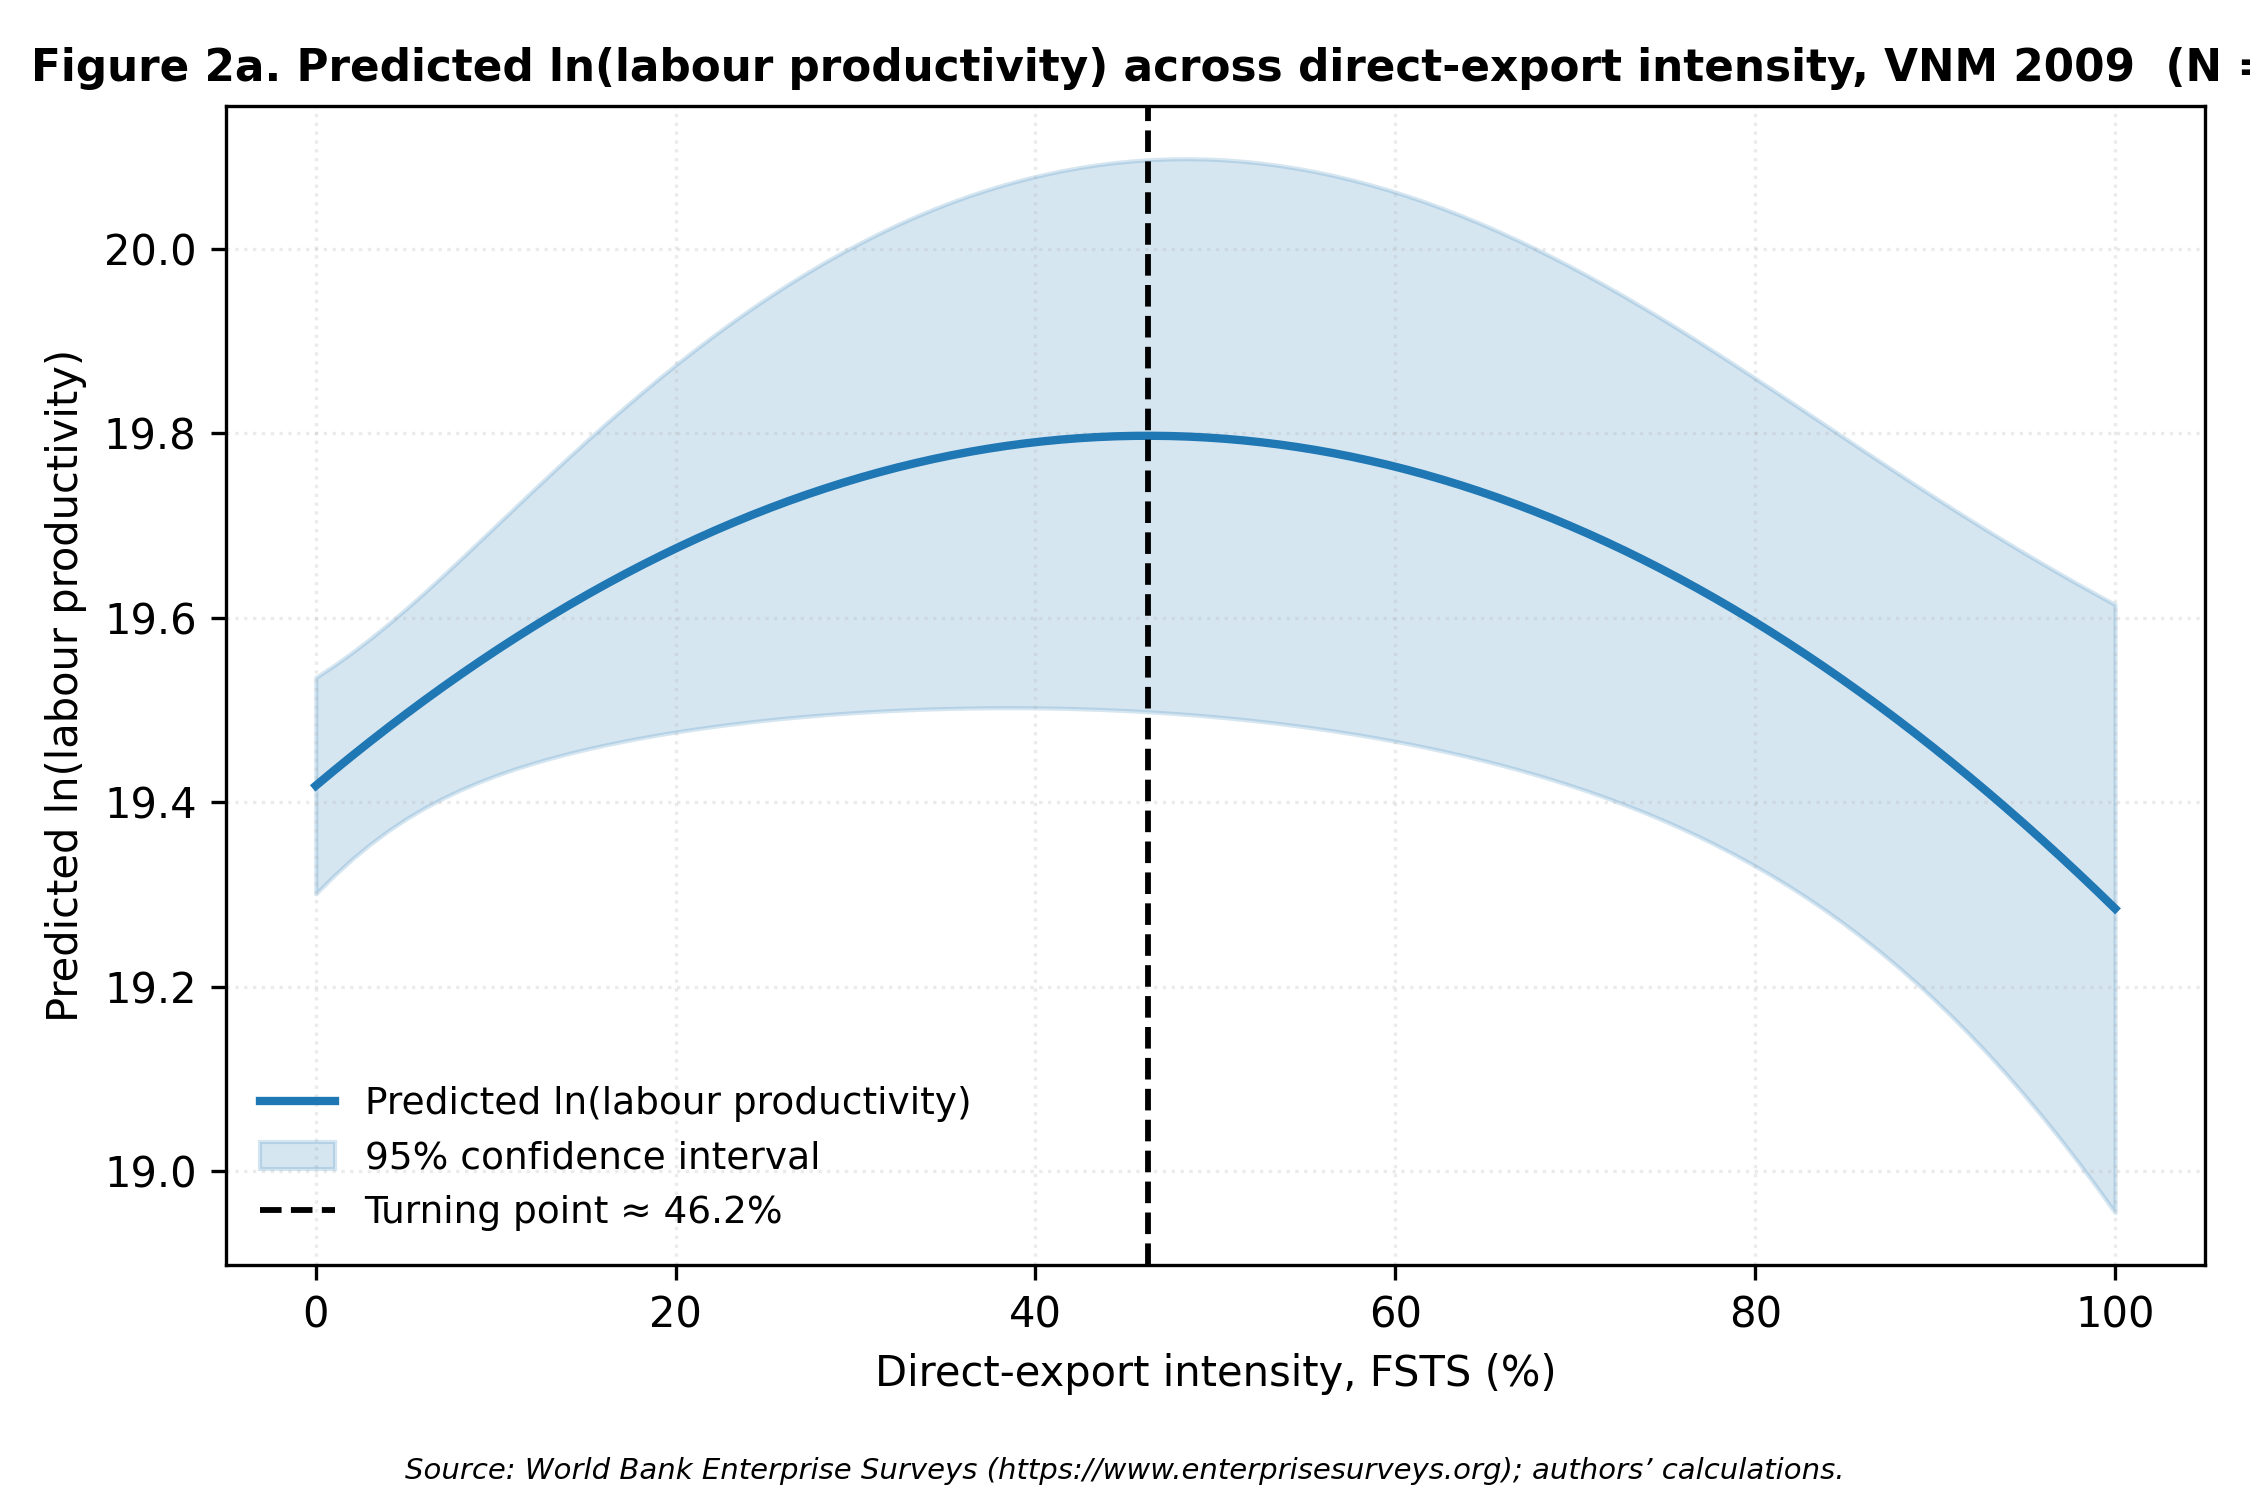 Figure 2a. Predicted ln(labour productivity) across direct-export intensity, VNM 2009 (N =
Predicted ln(labour productivity)
20.0
19.8
19.6
19.4
19.2
19.0
Predicted ln(labour productivity)
95% confidence interval
Turning point ≈ 46.2%
0 20 40 60 80 100
Direct-export intensity, FSTS (%)
Source: World Bank Enterprise Surveys (https://www.enterprisesurveys.org); authors’ calculations.